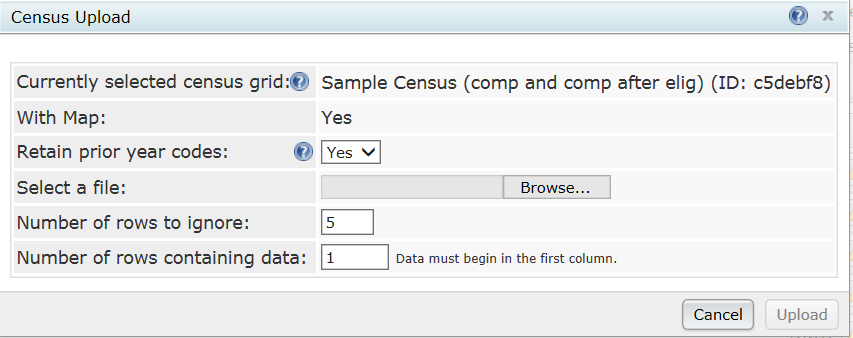 Census Upload
Currently selected census grid: Sample Census (comp and comp after elig) (ID: c5debf8)
With Map: Yes
Retain prior year codes: Yes
Select a file: Browse...
Number of rows to ignore: 5
Number of rows containing data: 1 Data must begin in the first column.
Cancel Upload